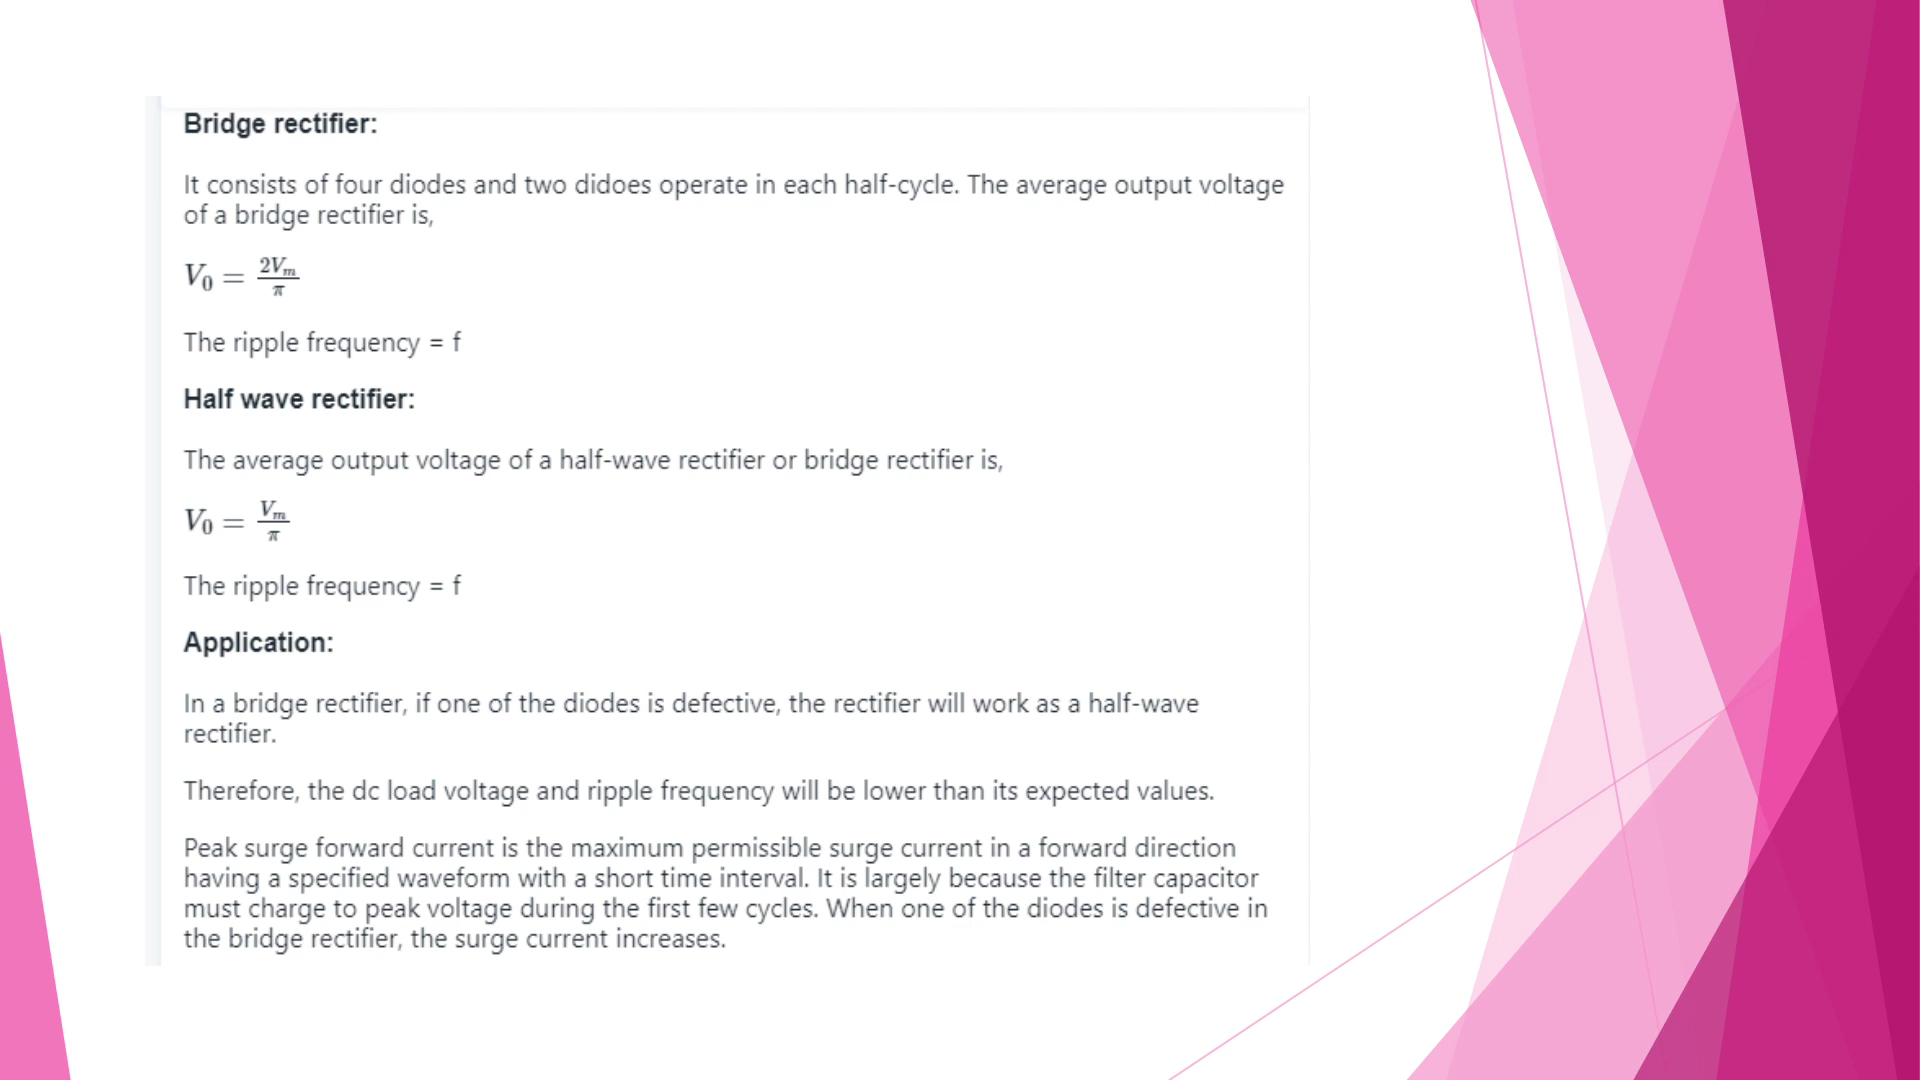 Bridge rectifier:
It consists of four diodes and two didoes operate in each half-cycle. The average output voltage
of a bridge rectifier is,
V₀ = 2Vₘ/π
The ripple frequency = f
Half wave rectifier:
The average output voltage of a half-wave rectifier or bridge rectifier is,
V₀ = Vₘ/π
The ripple frequency = f
Application:
In a bridge rectifier, if one of the diodes is defective, the rectifier will work as a half-wave
rectifier.
Therefore, the dc load voltage and ripple frequency will be lower than its expected values.
Peak surge forward current is the maximum permissible surge current in a forward direction
having a specified waveform with a short time interval. It is largely because the filter capacitor
must charge to peak voltage during the first few cycles. When one of the diodes is defective in
the bridge rectifier, the surge current increases.